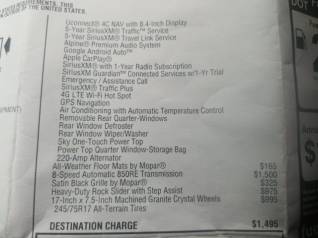 REQUIREMENTS. THIS
OF THE UNITED STATES.
Uconnect® 4C NAV with 8.4-Inch Display
5-Year SiriusXM® Traffic™ Service
5-Year SiriusXM® Travel Link Service
Alpine® Premium Audio System
Google Android Auto™
Apple CarPlay®
SiriusXM® with 1-Year Radio Subscription
SiriusXM Guardian™ Connected Services w/1-Yr Trial
Emergency / Assistance Call
SiriusXM® Traffic Plus
4G LTE Wi-Fi Hot Spot
GPS Navigation
Air Conditioning with Automatic Temperature Control
Removable Rear Quarter-Windows
Rear Window Defroster
Rear Window Wiper/Washer
Sky One-Touch Power Top
Power Top Quarter Window-Storage Bag
220-Amp Alternator
All-Weather Floor Mats by Mopar® $165
8-Speed Automatic 850RE Transmission $1,500
Satin Black Grille by Mopar® $325
Heavy-Duty Rock Slider with Step Assist $875
17-Inch x 7.5-Inch Machined Granite Crystal Wheels $995
245/75R17 All-Terrain Tires
DESTINATION CHARGE $1,495